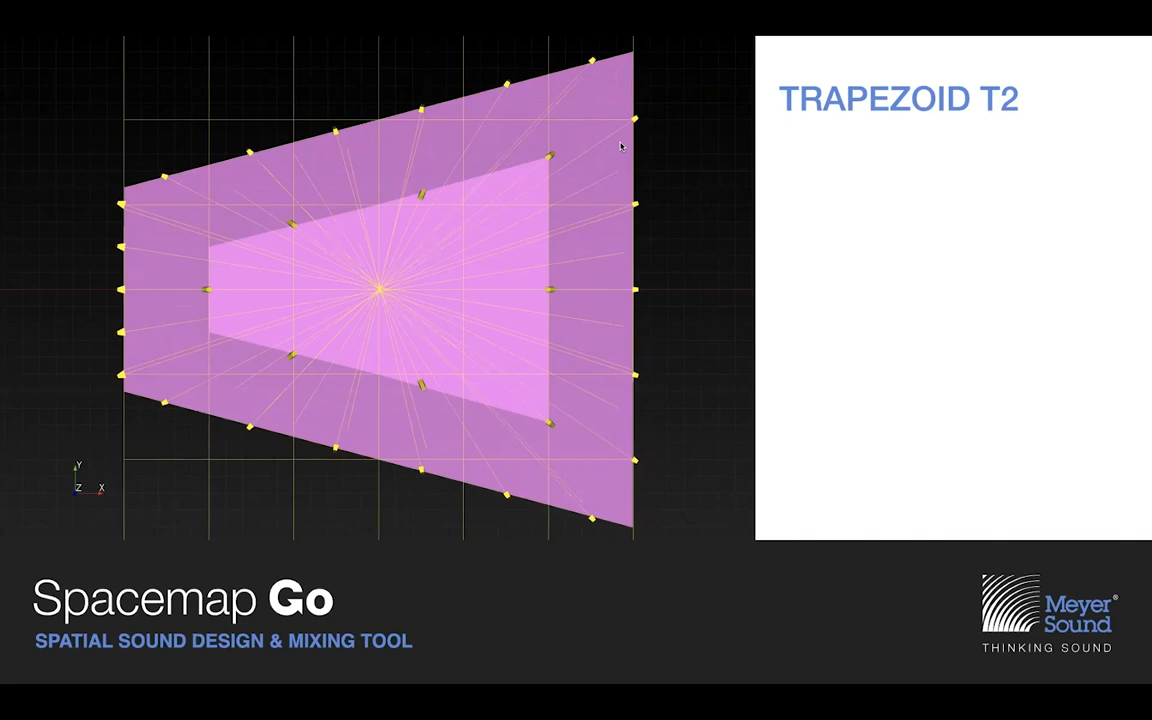 TRAPEZOID T2
Y
Z X
Spacemap Go
SPATIAL SOUND DESIGN & MIXING TOOL
Meyer®
Sound
THINKING SOUND